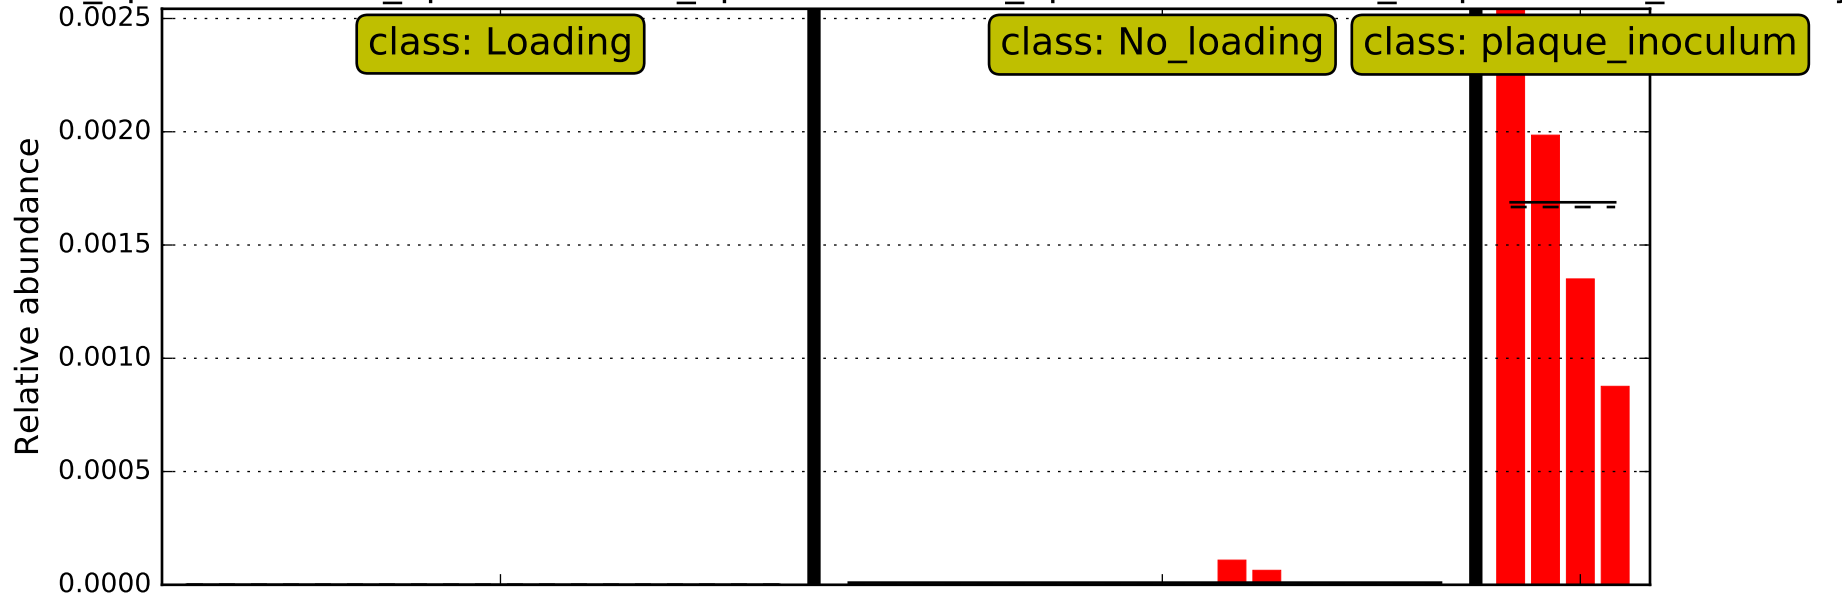 0.0025
class: Loading
class: No_loading
class: plaque_inoculum
0.0020
0.0015
0.0010
0.0005
0.0000
Relative abundance